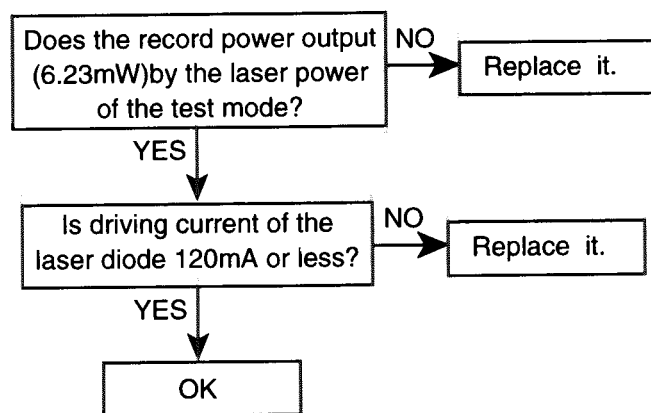 Does the record power output
(6.23mW)by the laser power
of the test mode?
NO
Replace it.
YES
Is driving current of the
laser diode 120mA or less?
NO
Replace it.
YES
OK